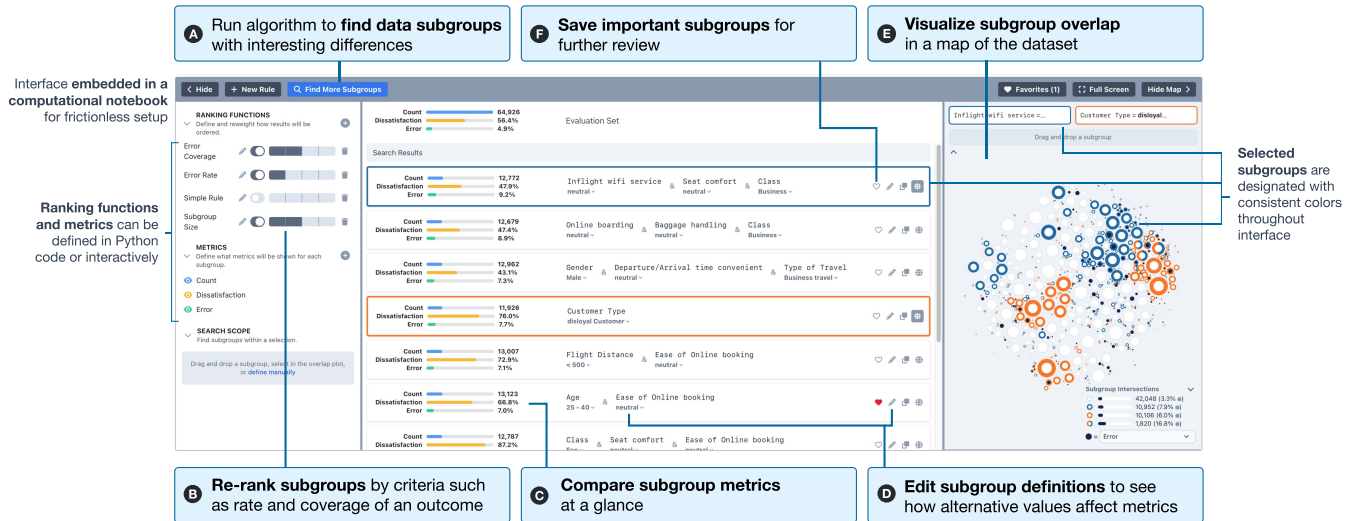 A Run algorithm to find data subgroups
with interesting differences
F Save important subgroups for
further review
E Visualize subgroup overlap
in a map of the dataset
Interface embedded in a
computational notebook
for frictionless setup
Hide
+ New Rule
Find More Subgroups
Favorites (1)
Full Screen
Hide Map
RANKING FUNCTIONS
Define and reweight how results will be
ordered.
Error
Coverage
Error Rate
Simple Rule
Subgroup
Size
METRICS
Define what metrics will be shown for each
subgroup.
Count
Dissatisfaction
Error
SEARCH SCOPE
Find subgroups within a selection.
Drag and drop a subgroup, select in the overlap plot,
or define manually
Ranking functions
and metrics can be
defined in Python
code or interactively
Count 64,926
Dissatisfaction 56.4%
Error 4.9%
Evaluation Set
Search Results
Count 12,772
Dissatisfaction 47.9%
Error 9.2%
Inflight wifi service & Seat comfort & Class
neutral neutral Business
Count 12,679
Dissatisfaction 47.4%
Error 8.9%
Online boarding & Baggage handling & Class
neutral neutral Business
Count 12,962
Dissatisfaction 43.1%
Error 7.3%
Gender & Departure/Arrival time convenient & Type of Travel
Male neutral Business travel
Count 11,926
Dissatisfaction 76.0%
Error 7.7%
Customer Type
disloyal Customer
Count 13,007
Dissatisfaction 72.9%
Error 7.1%
Flight Distance & Ease of Online booking
< 500 neutral
Count 13,123
Dissatisfaction 66.8%
Error 7.0%
Age & Ease of Online booking
25 - 40 neutral
Count 12,787
Dissatisfaction 87.2%
Class & Seat comfort & Ease of Online booking
Inflight wifi service =…
Customer Type = disloyal…
Drag and drop a subgroup
Subgroup Intersections
42,048 (3.3%)
10,952 (7.9%)
10,106 (6.0%)
1,820 (16.8%)
= Error
Selected
subgroups are
designated with
consistent colors
throughout
interface
B Re-rank subgroups by criteria such
as rate and coverage of an outcome
C Compare subgroup metrics
at a glance
D Edit subgroup definitions to see
how alternative values affect metrics